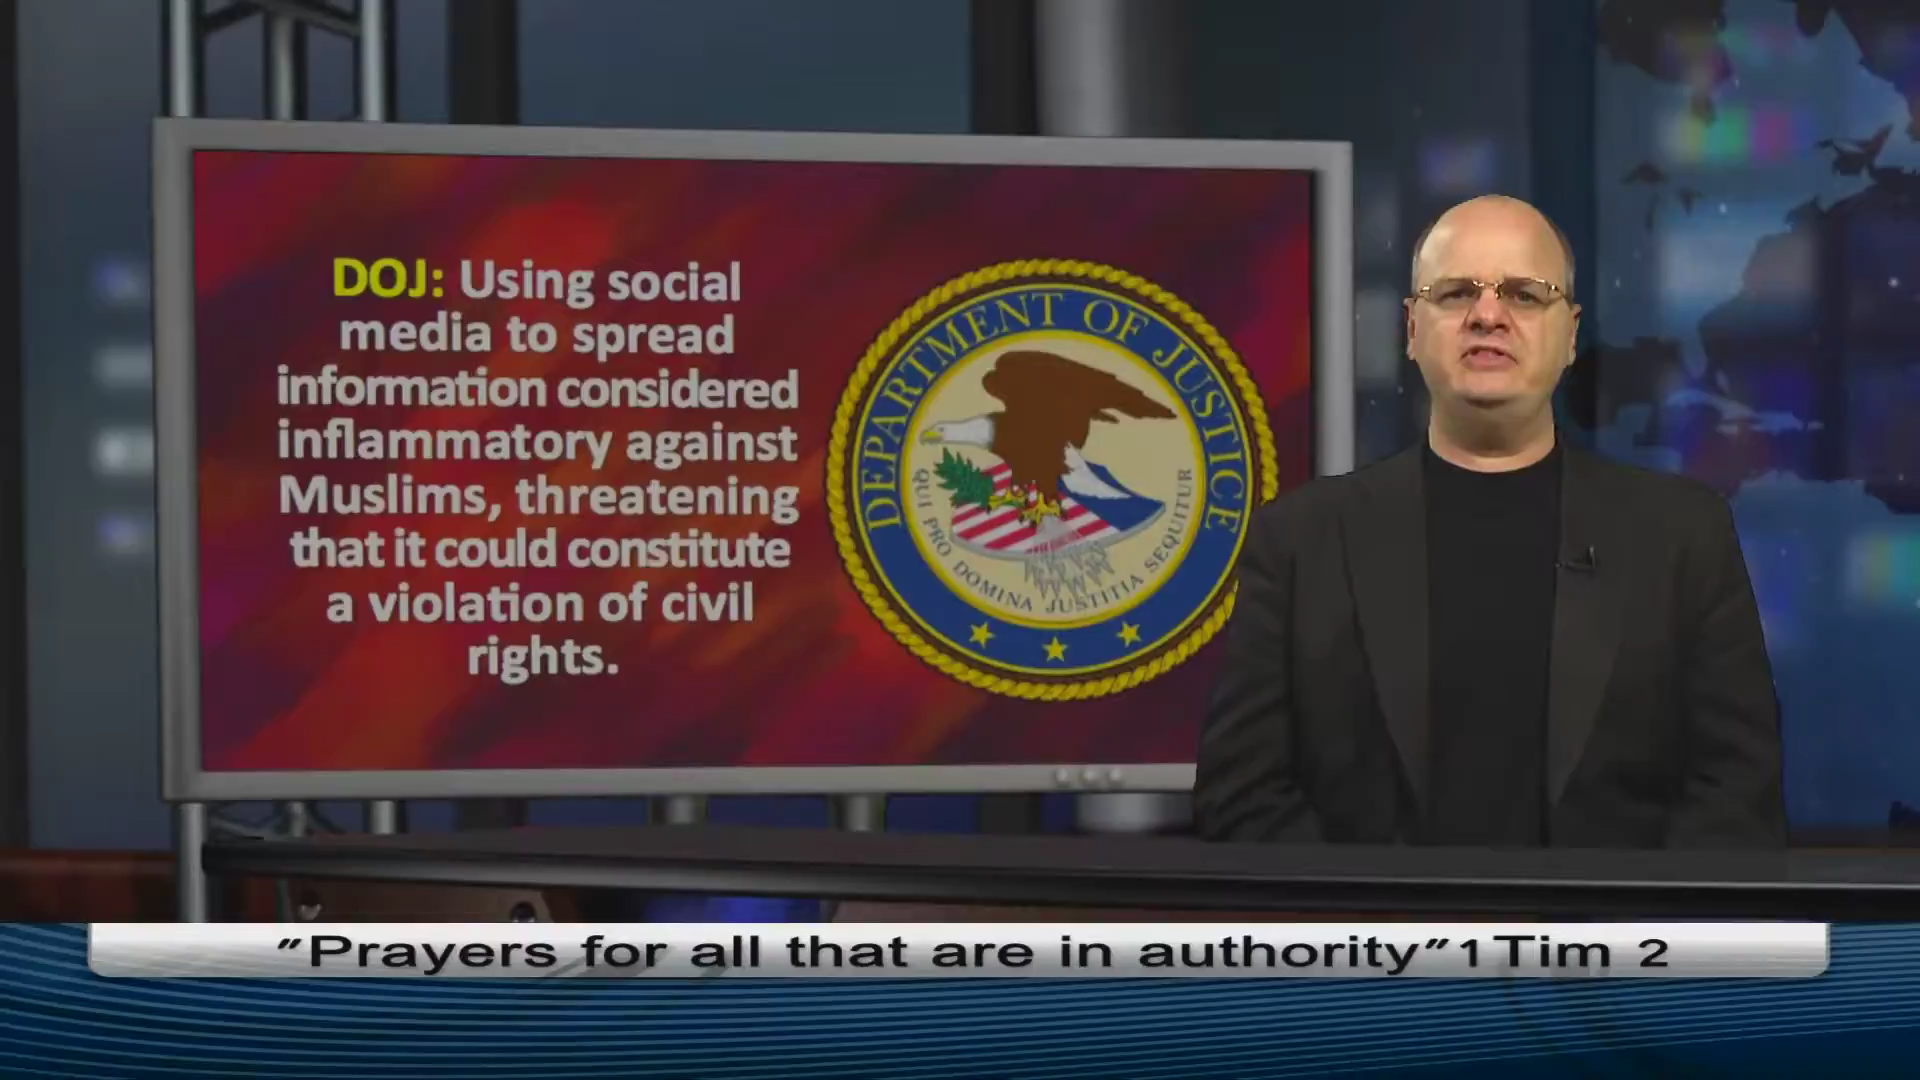 DOJ: Using social
media to spread
information considered
inflammatory against
Muslims, threatening
that it could constitute
a violation of civil
rights.
DEPARTMENT OF JUSTICE
QUI PRO DOMINA JUSTITIA SEQUITUR
"Prayers for all that are in authority" 1 Tim 2